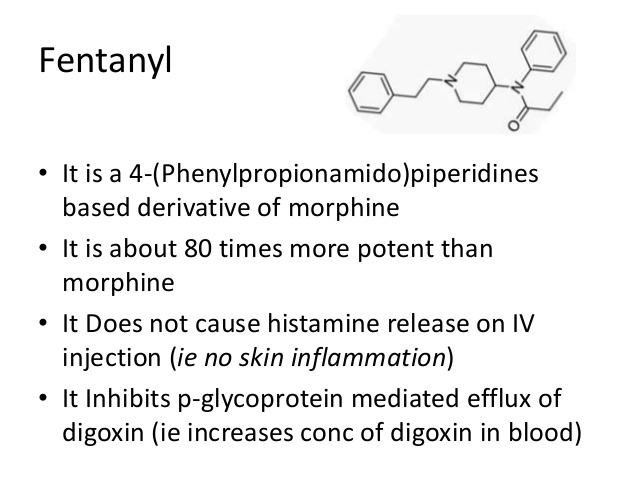 Fentanyl
N
N
O
• It is a 4-(Phenylpropionamido)piperidines
based derivative of morphine
• It is about 80 times more potent than
morphine
• It Does not cause histamine release on IV
injection (ie no skin inflammation)
• It Inhibits p-glycoprotein mediated efflux of
digoxin (ie increases conc of digoxin in blood)